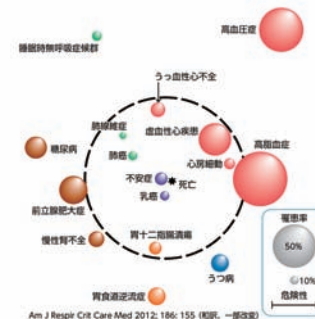 高血圧症
睡眠時無呼吸症候群
うっ血性心不全
肺線維症
虚血性心疾患
高脂血症
糖尿病
肺癌
心房細動
不安症
死亡
乳癌
前立腺肥大症
罹患率
50%
10%
危険性
慢性腎不全
胃十二指腸潰瘍
うつ病
胃食道逆流症
Am J Respir Crit Care Med 2012; 186: 155（和訳、一部改変）